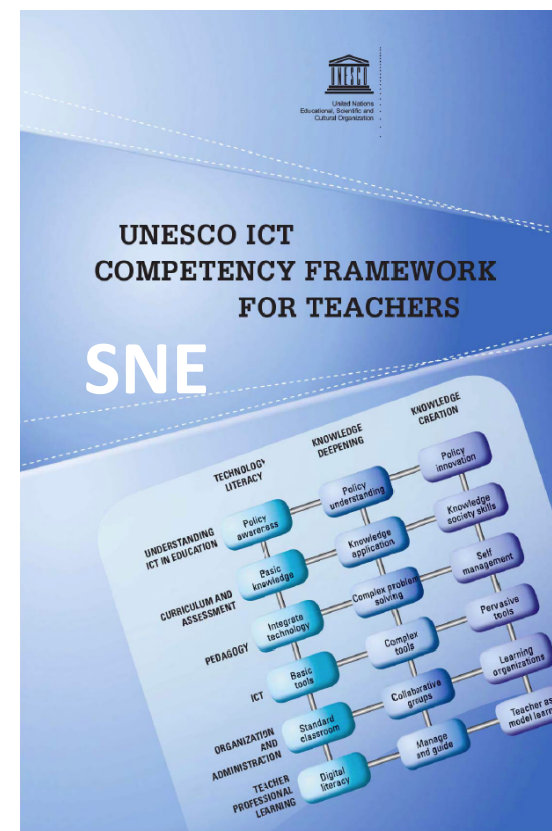 UNESCO
United Nations
Educational, Scientific and
Cultural Organization
UNESCO ICT
COMPETENCY FRAMEWORK
FOR TEACHERS
SNE
TECHNOLOGY
LITERACY
KNOWLEDGE
DEEPENING
KNOWLEDGE
CREATION
UNDERSTANDING
ICT IN EDUCATION
Policy
awareness
Policy
understanding
Policy
innovation
CURRICULUM AND
ASSESSMENT
Basic
knowledge
Knowledge
application
Knowledge
society skills
PEDAGOGY
Integrate
technology
Complex problem
solving
Self
management
ICT
Basic
tools
Complex
tools
Pervasive
tools
ORGANIZATION
AND
ADMINISTRATION
Standard
classroom
Collaborative
groups
Learning
organizations
TEACHER
PROFESSIONAL
LEARNING
Digital
literacy
Manage
and guide
Teacher as
model learn